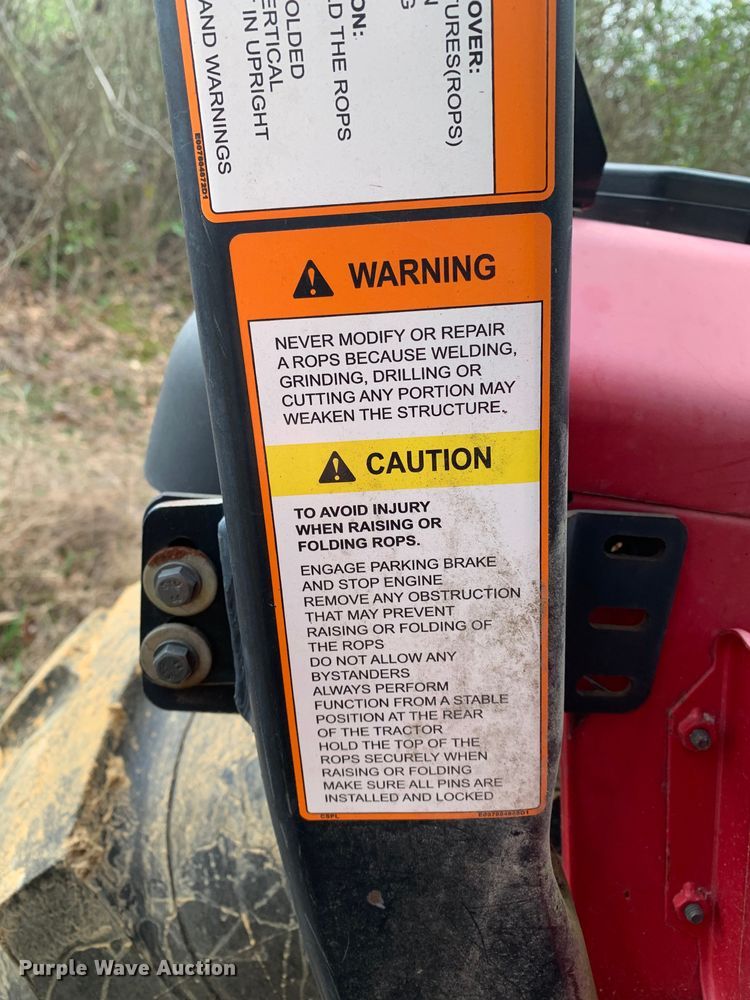 OVER:
TURES(ROPS)
N
G
ON:
LD THE ROPS
OLDED
ERTICAL
IN UPRIGHT
AND WARNINGS
WARNING
NEVER MODIFY OR REPAIR
A ROPS BECAUSE WELDING,
GRINDING, DRILLING OR
CUTTING ANY PORTION MAY
WEAKEN THE STRUCTURE.
CAUTION
TO AVOID INJURY
WHEN RAISING OR
FOLDING ROPS.
ENGAGE PARKING BRAKE
AND STOP ENGINE
REMOVE ANY OBSTRUCTION
THAT MAY PREVENT
RAISING OR FOLDING OF
THE ROPS
DO NOT ALLOW ANY
BYSTANDERS
ALWAYS PERFORM
FUNCTION FROM A STABLE
POSITION AT THE REAR
OF THE TRACTOR
HOLD THE TOP OF THE
ROPS SECURELY WHEN
RAISING OR FOLDING
MAKE SURE ALL PINS ARE
INSTALLED AND LOCKED
CSPL
Purple Wave Auction